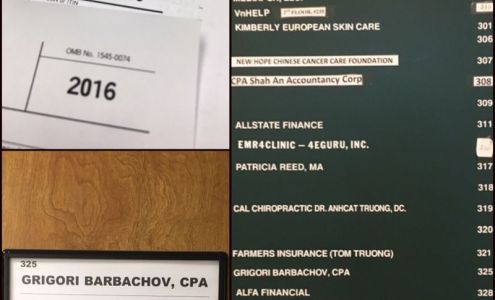 OMB No. 1545-0074
2016
325
GRIGORI BARBACHOV, CPA
VnHELP 2nd FLOOR, #219
KIMBERLY EUROPEAN SKIN CARE 301
306
NEW HOPE CHINESE CANCER CARE FOUNDATION 307
CPA Shah An Accountancy Corp 308
309
ALLSTATE FINANCE 311
EMR4CLINIC – 4EGURU, INC.
PATRICIA REED, MA 317
318
CAL CHIROPRACTIC DR. ANHCAT TRUONG, DC. 319
320
FARMERS INSURANCE (TOM TRUONG) 321
GRIGORI BARBACHOV, CPA 325
ALFA FINANCIAL 328